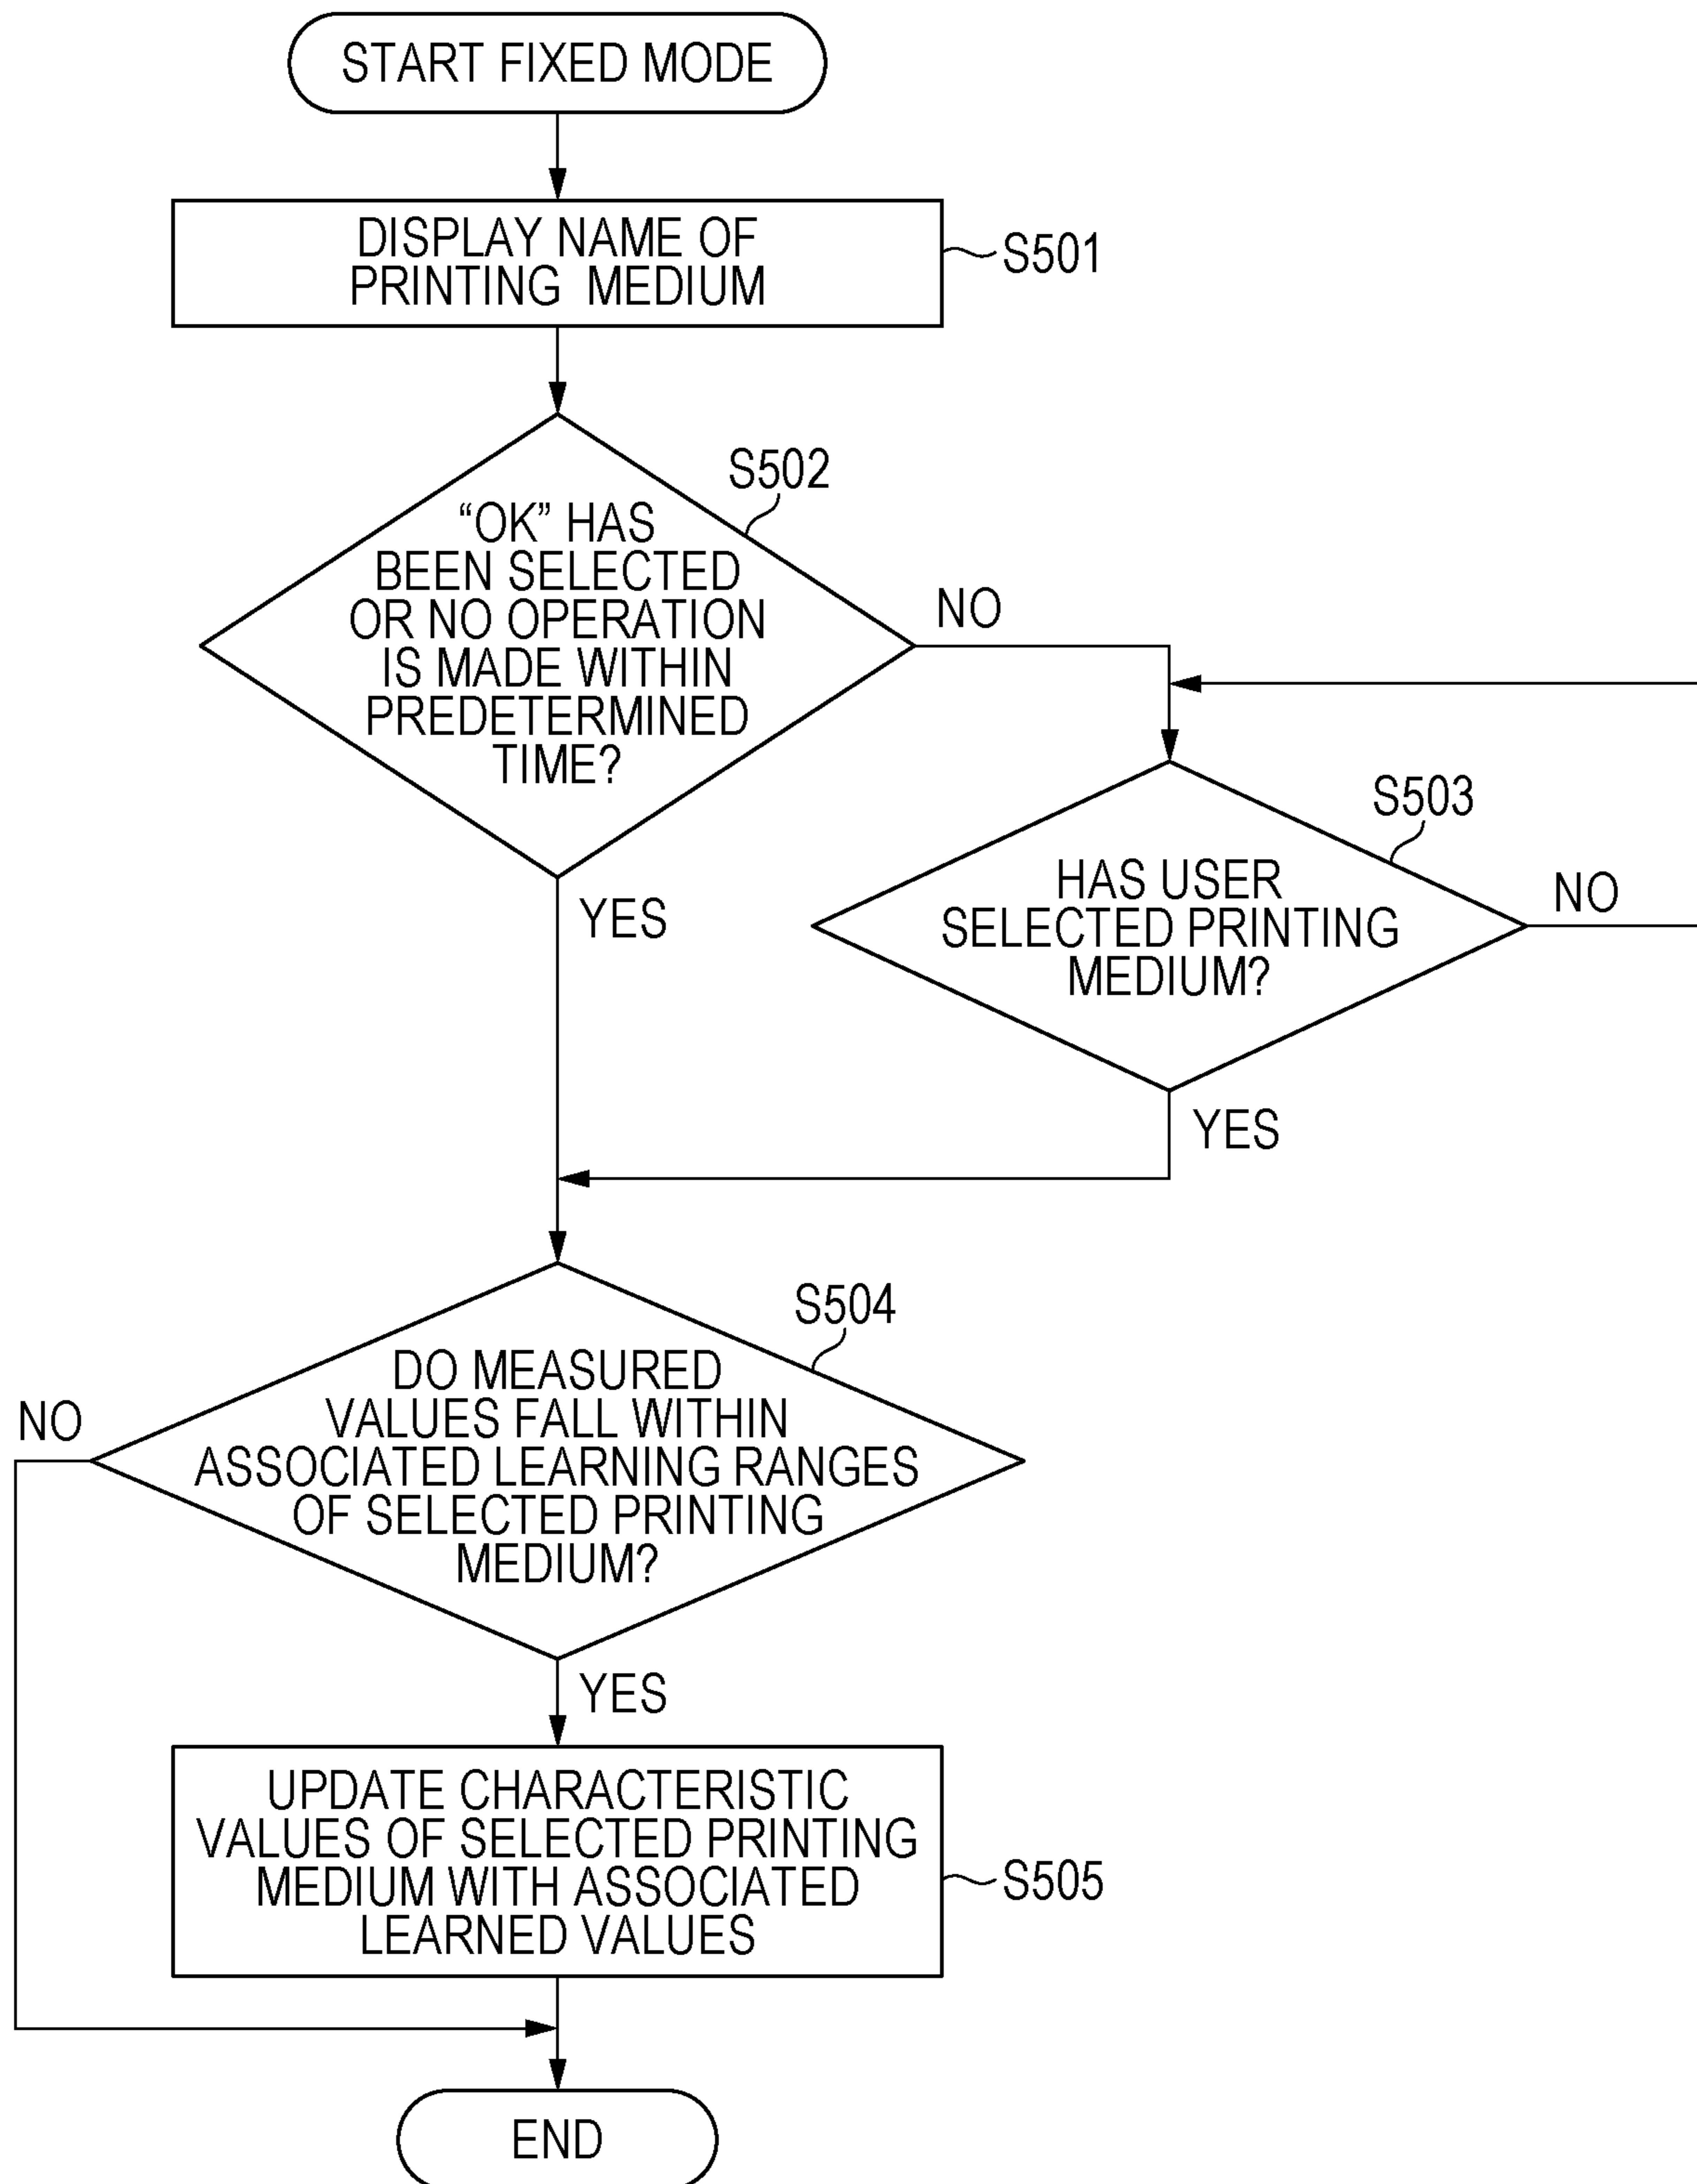 START FIXED MODE
DISPLAY NAME OF
PRINTING MEDIUM
S501
S502
“OK” HAS
BEEN SELECTED
OR NO OPERATION
IS MADE WITHIN
PREDETERMINED
TIME?
NO
YES
S503
HAS USER
SELECTED PRINTING
MEDIUM?
NO
YES
S504
DO MEASURED
VALUES FALL WITHIN
ASSOCIATED LEARNING RANGES
OF SELECTED PRINTING
MEDIUM?
NO
YES
UPDATE CHARACTERISTIC
VALUES OF SELECTED PRINTING
MEDIUM WITH ASSOCIATED
LEARNED VALUES
S505
END